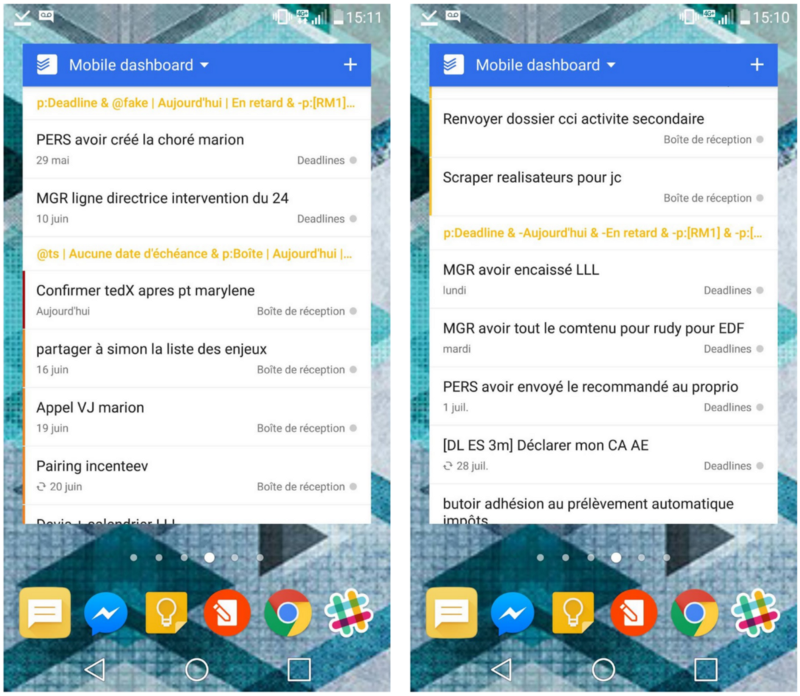 15:11
Mobile dashboard
p:Deadline & @fake | Aujourd'hui | En retard & -p:[RM1]...
PERS avoir créé la choré marion
29 mai Deadlines
MGR ligne directrice intervention du 24
10 juin Deadlines
@ts | Aucune date d'échéance & p:Boîte | Aujourd'hui |...
Confirmer tedX apres pt marylene
Aujourd'hui Boîte de réception
partager à simon la liste des enjeux
16 juin Boîte de réception
Appel VJ marion
19 juin Boîte de réception
Pairing incenteev
20 juin Boîte de réception
15:10
Mobile dashboard
Renvoyer dossier cci activite secondaire
Boîte de réception
Scraper realisateurs pour jc
Boîte de réception
p:Deadline & -Aujourd'hui & -En retard & -p:[RM1] & -p:[...
MGR avoir encaissé LLL
lundi Deadlines
MGR avoir tout le comtenu pour rudy pour EDF
mardi Deadlines
PERS avoir envoyé le recommandé au proprio
1 juil. Deadlines
[DL ES 3m] Déclarer mon CA AE
28 juil. Deadlines
butoir adhésion au prélèvement automatique
impôts